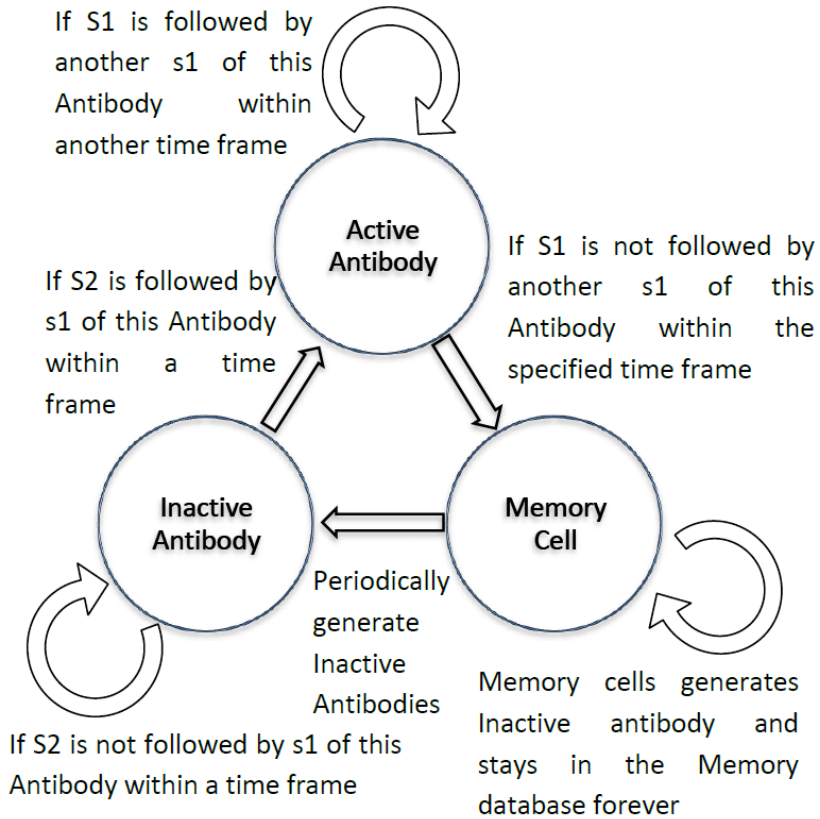 If S1 is followed by
another s1 of this
Antibody within
another time frame
Active
Antibody
If S1 is not followed by
another s1 of this
Antibody within the
specified time frame
If S2 is followed by
s1 of this Antibody
within a time
frame
Inactive
Antibody
Memory
Cell
Periodically
generate
Inactive
Antibodies
Memory cells generates
Inactive antibody and
stays in the Memory
database forever
If S2 is not followed by s1 of this
Antibody within a time frame